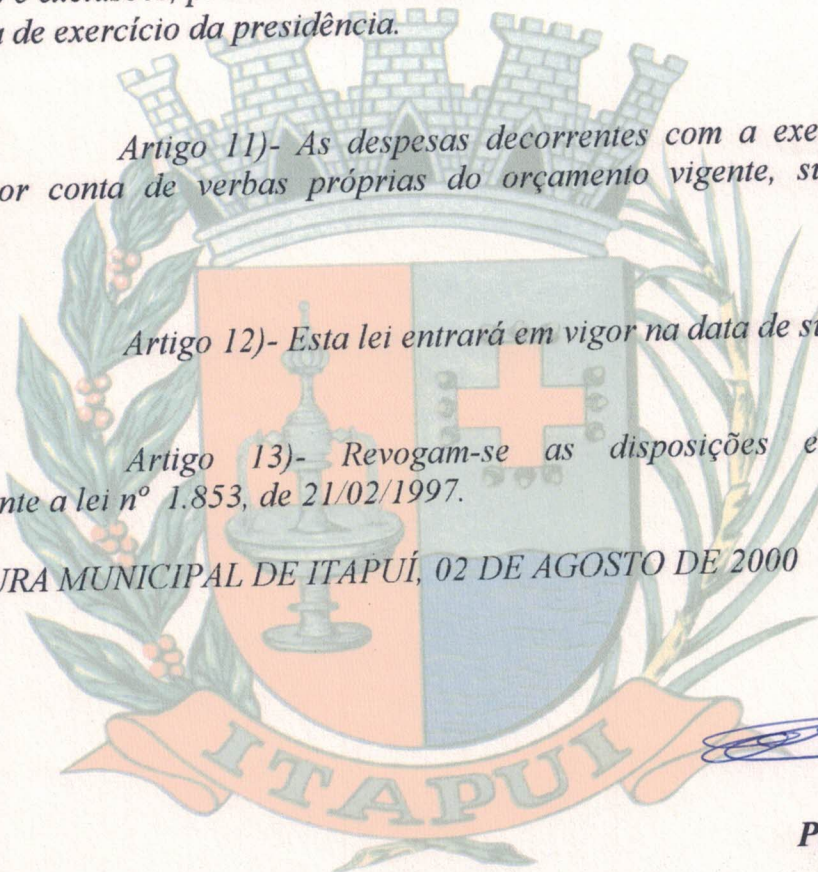 de exercício da presidência.
Artigo 11)- As despesas decorrentes com a exe
or conta de verbas próprias do orçamento vigente, su
Artigo 12)- Esta lei entrará em vigor na data de su
Artigo 13)- Revogam-se as disposições e
nte a lei nº 1.853, de 21/02/1997.
URA MUNICIPAL DE ITAPUÍ, 02 DE AGOSTO DE 2000
ITAPUI
P